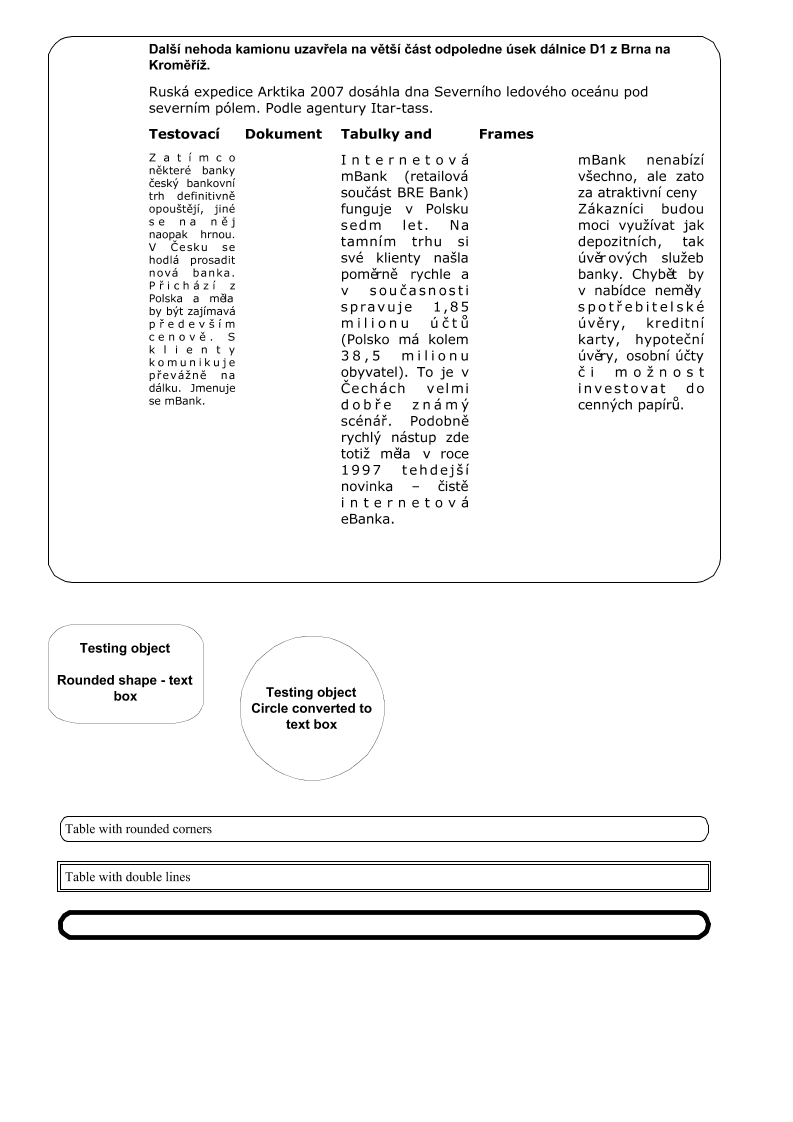 Další nehoda kamionu uzavřela na větší část odpoledne úsek dálnice D1 z Brna na
Kroměříž.
Ruská expedice Arktika 2007 dosáhla dna Severního ledového oceánu pod
severním pólem. Podle agentury Itar-tass.
Testovací Dokument Tabulky and Frames
Zatímco
některé banky
český bankovní
trh definitivně
opouštějí, jiné
se na něj
naopak hrnou.
V Česku se
hodlá prosadit
nová banka.
Přichází z
Polska a měla
by být zajímavá
především
cenově. S
klienty
komunikuje
převážně na
dálku. Jmenuje
se mBank.
Internetová
mBank (retailová
součást BRE Bank)
funguje v Polsku
sedm let. Na
tamním trhu si
své klienty našla
poměrně rychle a
v současnosti
spravuje 1,85
milionu účtů
(Polsko má kolem
38,5 milionu
obyvatel). To je v
Čechách velmi
dobře známý
scénář. Podobně
rychlý nástup zde
totiž měla v roce
1997 tehdejší
novinka – čistě
internetová
eBanka.
mBank nenabízí
všechno, ale zato
za atraktivní ceny
Zákazníci budou
moci využívat jak
depozitních, tak
úvěrových služeb
banky. Chybět by
v nabídce neměly
spotřebitelské
úvěry, kreditní
karty, hypoteční
úvěry, osobní účty
či možnost
investovat do
cenných papírů.
Testing object
Rounded shape - text
box
Testing object
Circle converted to
text box
Table with rounded corners
Table with double lines